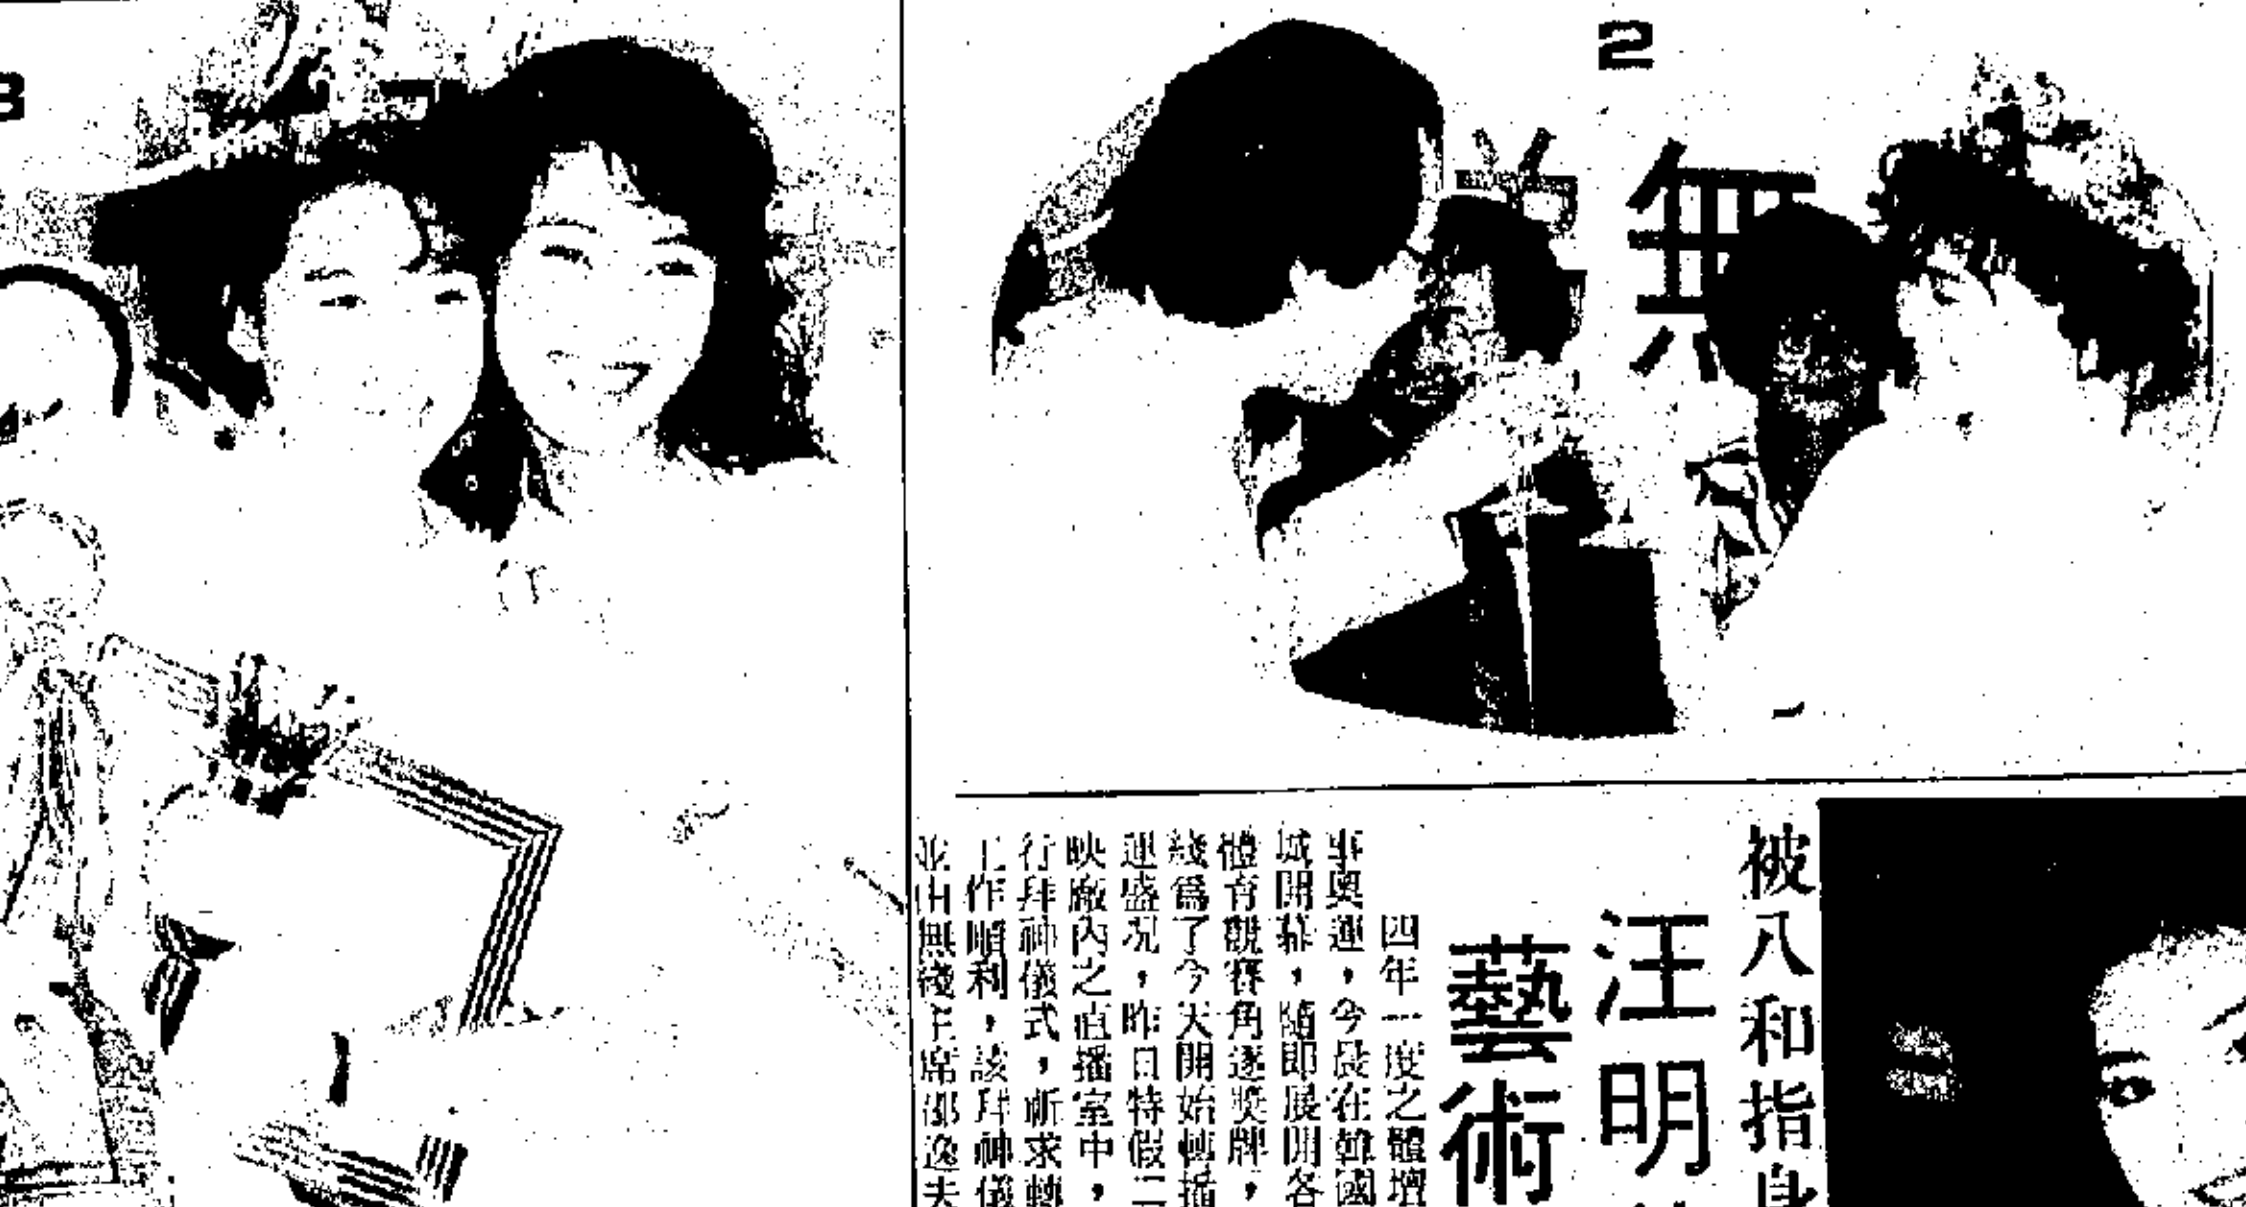 3
2
無
被八和指身
汪明
藝術
四年一度之體壇
事奧運，今晨在韓國
城開幕，隨即展開各
體育競賽角逐獎牌，
綫爲了今天開始轉播
運盛况，昨日特假二
映廠內之直播室中，
行拜神儀式，祈求轉
工作順利，該拜神儀
並由無綫主席邵逸夫